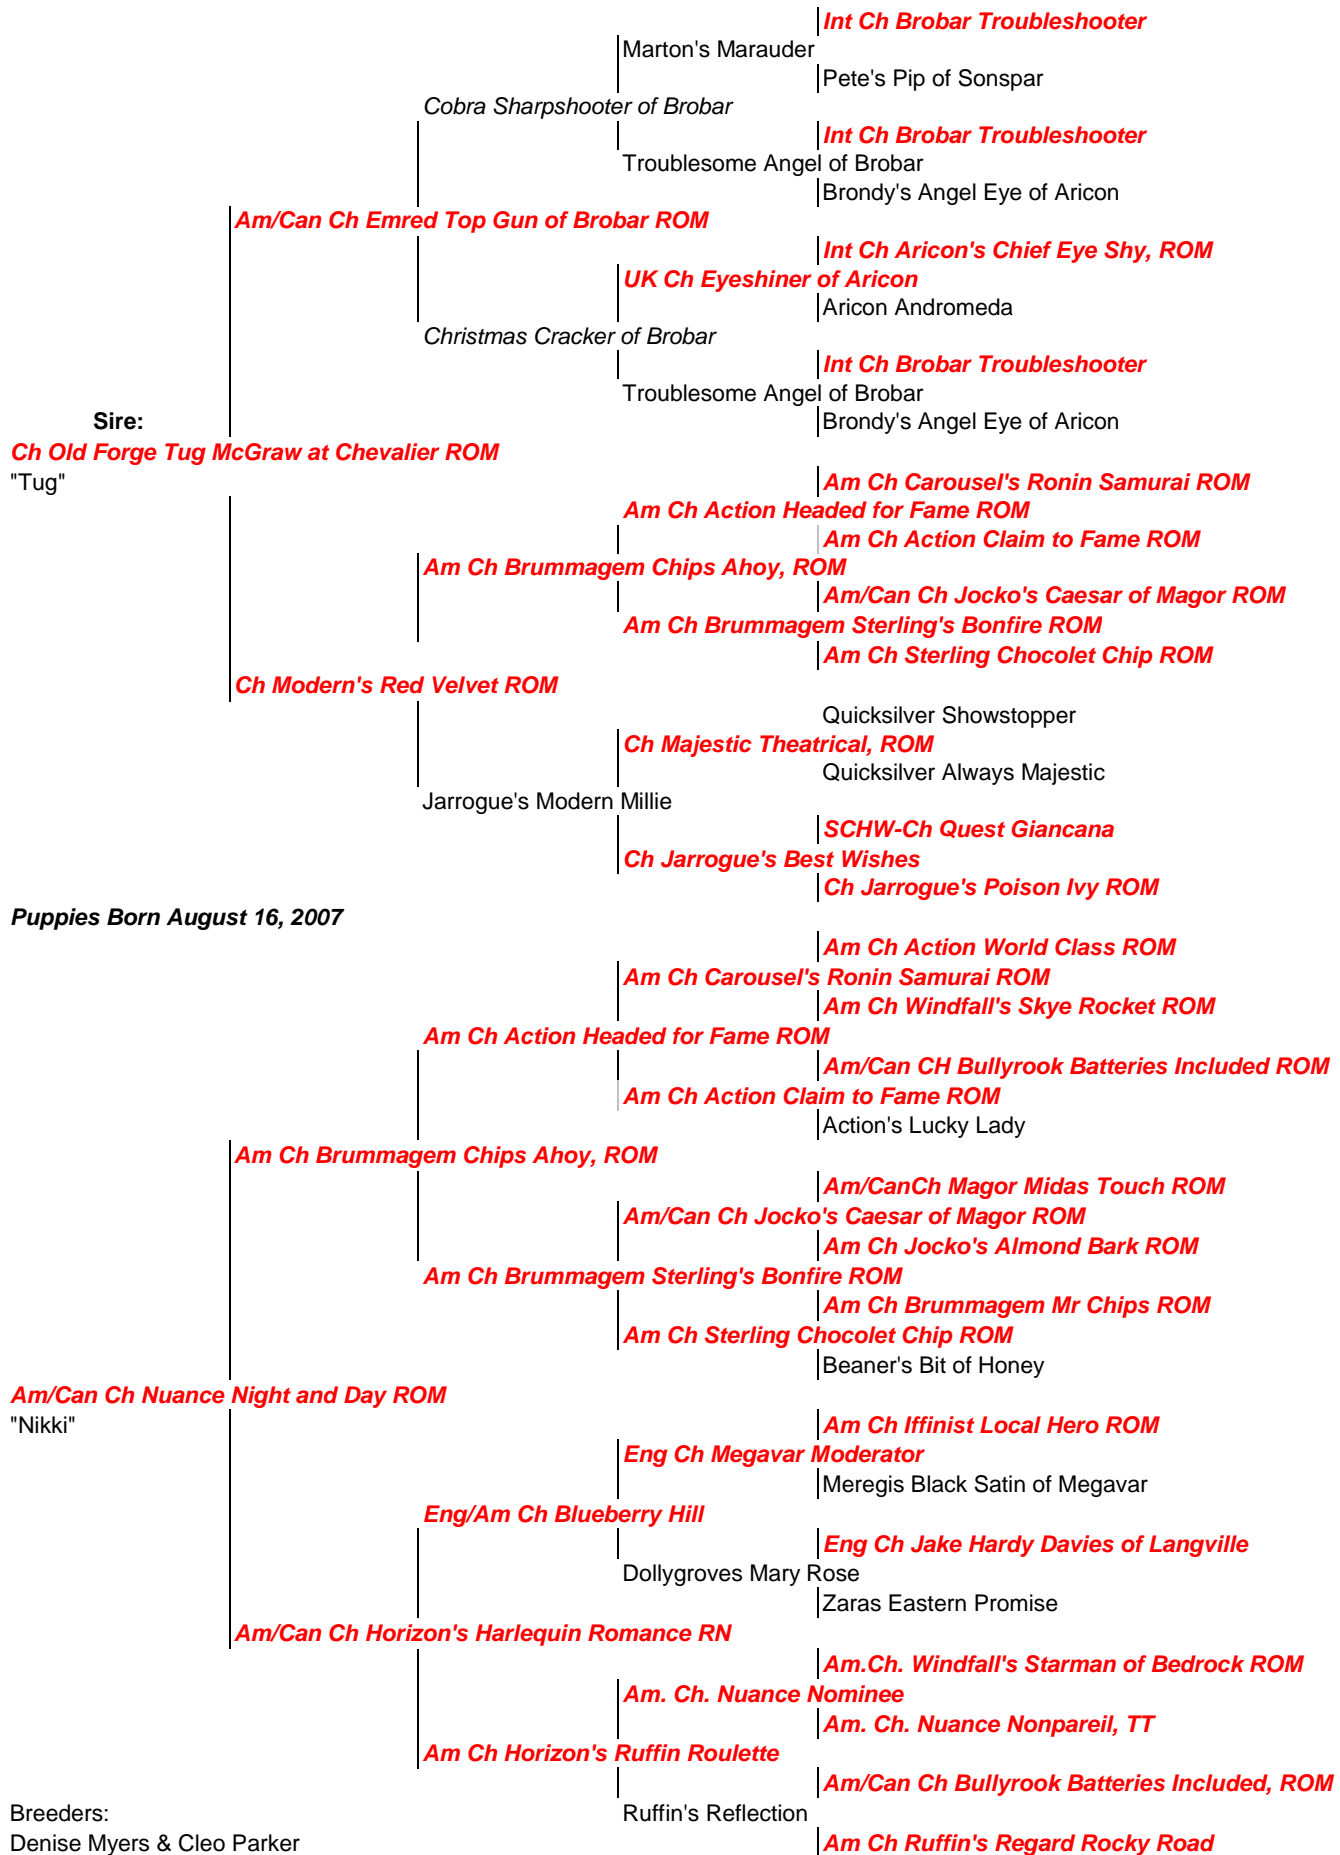 Int Ch Brobar Troubleshooter
Marton's Marauder
Pete's Pip of Sonspar
Cobra Sharpshooter of Brobar
Int Ch Brobar Troubleshooter
Troublesome Angel of Brobar
Brondy's Angel Eye of Aricon
Am/Can Ch Emred Top Gun of Brobar ROM
Int Ch Aricon's Chief Eye Shy, ROM
UK Ch Eyeshiner of Aricon
Aricon Andromeda
Christmas Cracker of Brobar
Int Ch Brobar Troubleshooter
Troublesome Angel of Brobar
Sire:
Brondy's Angel Eye of Aricon
Ch Old Forge Tug McGraw at Chevalier ROM
"Tug"
Am Ch Carousel's Ronin Samurai ROM
Am Ch Action Headed for Fame ROM
Am Ch Action Claim to Fame ROM
Am Ch Brummagem Chips Ahoy, ROM
Am/Can Ch Jocko's Caesar of Magor ROM
Am Ch Brummagem Sterling's Bonfire ROM
Am Ch Sterling Chocolet Chip ROM
Ch Modern's Red Velvet ROM
Quicksilver Showstopper
Ch Majestic Theatrical, ROM
Quicksilver Always Majestic
Jarrogue's Modern Millie
SCHW-Ch Quest Giancana
Ch Jarrogue's Best Wishes
Ch Jarrogue's Poison Ivy ROM
Puppies Born August 16, 2007
Am Ch Action World Class ROM
Am Ch Carousel's Ronin Samurai ROM
Am Ch Windfall's Skye Rocket ROM
Am Ch Action Headed for Fame ROM
Am/Can CH Bullyrook Batteries Included ROM
Am Ch Action Claim to Fame ROM
Action's Lucky Lady
Am Ch Brummagem Chips Ahoy, ROM
Am/CanCh Magor Midas Touch ROM
Am/Can Ch Jocko's Caesar of Magor ROM
Am Ch Jocko's Almond Bark ROM
Am Ch Brummagem Sterling's Bonfire ROM
Am Ch Brummagem Mr Chips ROM
Am Ch Sterling Chocolet Chip ROM
Beaner's Bit of Honey
Am/Can Ch Nuance Night and Day ROM
"Nikki"
Am Ch Iffinist Local Hero ROM
Eng Ch Megavar Moderator
Meregis Black Satin of Megavar
Eng/Am Ch Blueberry Hill
Eng Ch Jake Hardy Davies of Langville
Dollygroves Mary Rose
Zaras Eastern Promise
Am/Can Ch Horizon's Harlequin Romance RN
Am.Ch. Windfall's Starman of Bedrock ROM
Am. Ch. Nuance Nominee
Am. Ch. Nuance Nonpareil, TT
Am Ch Horizon's Ruffin Roulette
Am/Can Ch Bullyrook Batteries Included, ROM
Breeders:
Ruffin's Reflection
Denise Myers & Cleo Parker
Am Ch Ruffin's Regard Rocky Road